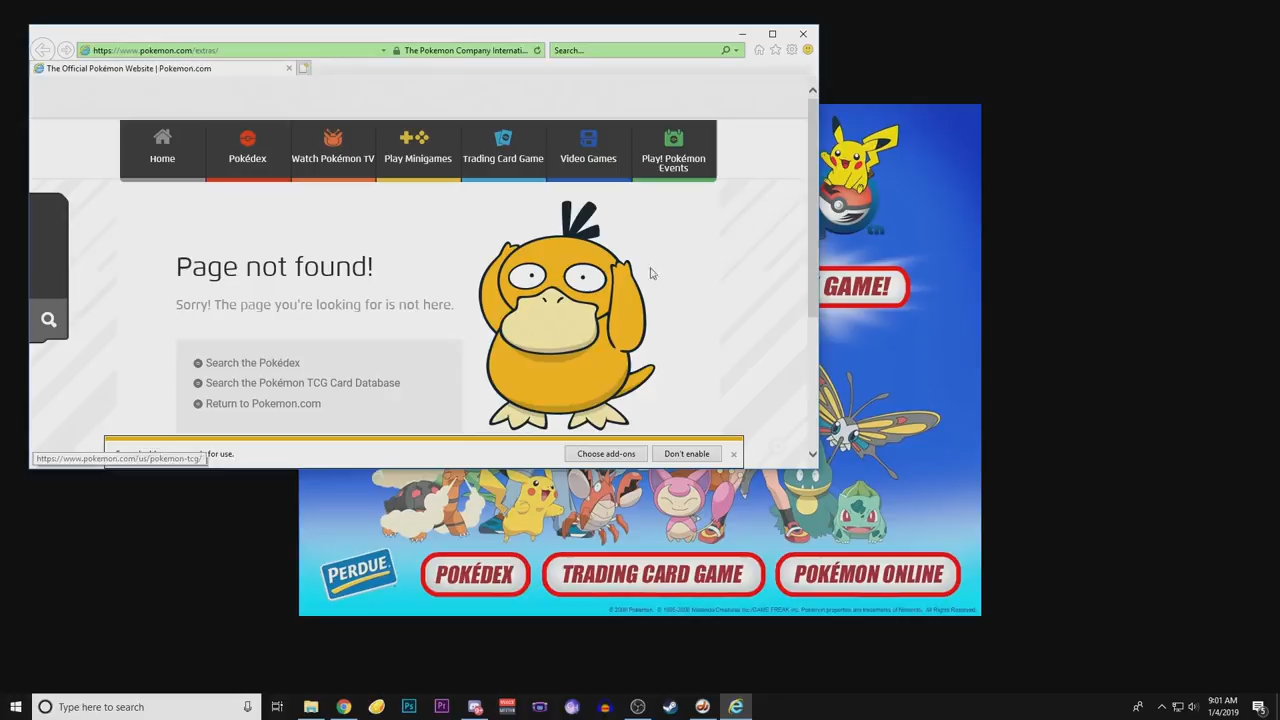 https://www.pokemon.com/extras/
The Pokemon Company Internati...
Search...
The Official Pokémon Website | Pokemon.com
Home
Pokédex
Watch Pokémon TV
Play Minigames
Trading Card Game
Video Games
Play! Pokémon
Events
Page not found!
Sorry! The page you're looking for is not here.
Search the Pokédex
Search the Pokémon TCG Card Database
Return to Pokemon.com
for use.
Choose add-ons
Don't enable
https://www.pokemon.com/us/pokemon-tcg/
GAME!
PERDUE
POKÉDEX
TRADING CARD GAME
POKÉMON ONLINE
Type here to search
9:01 AM
1/4/2019